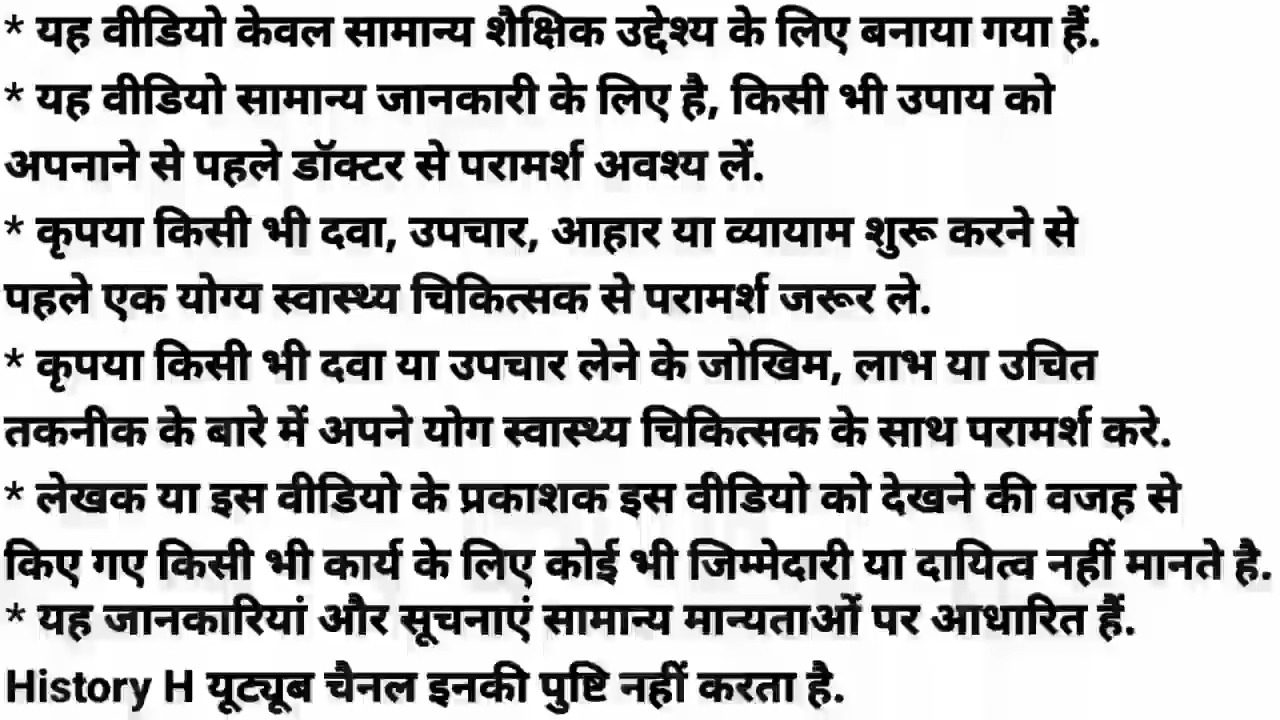 * यह वीडियो केवल सामान्य शैक्षिक उद्देश्य के लिए बनाया गया हैं.
* यह वीडियो सामान्य जानकारी के लिए है, किसी भी उपाय को
अपनाने से पहले डॉक्टर से परामर्श अवश्य लें.
* कृपया किसी भी दवा, उपचार, आहार या व्यायाम शुरू करने से
पहले एक योग्य स्वास्थ्य चिकित्सक से परामर्श जरूर ले.
* कृपया किसी भी दवा या उपचार लेने के जोखिम, लाभ या उचित
तकनीक के बारे में अपने योग स्वास्थ्य चिकित्सक के साथ परामर्श करे.
* लेखक या इस वीडियो के प्रकाशक इस वीडियो को देखने की वजह से
किए गए किसी भी कार्य के लिए कोई भी जिम्मेदारी या दायित्व नहीं मानते है.
* यह जानकारियां और सूचनाएं सामान्य मान्यताओं पर आधारित हैं.
History H यूट्यूब चैनल इनकी पुष्टि नहीं करता है.